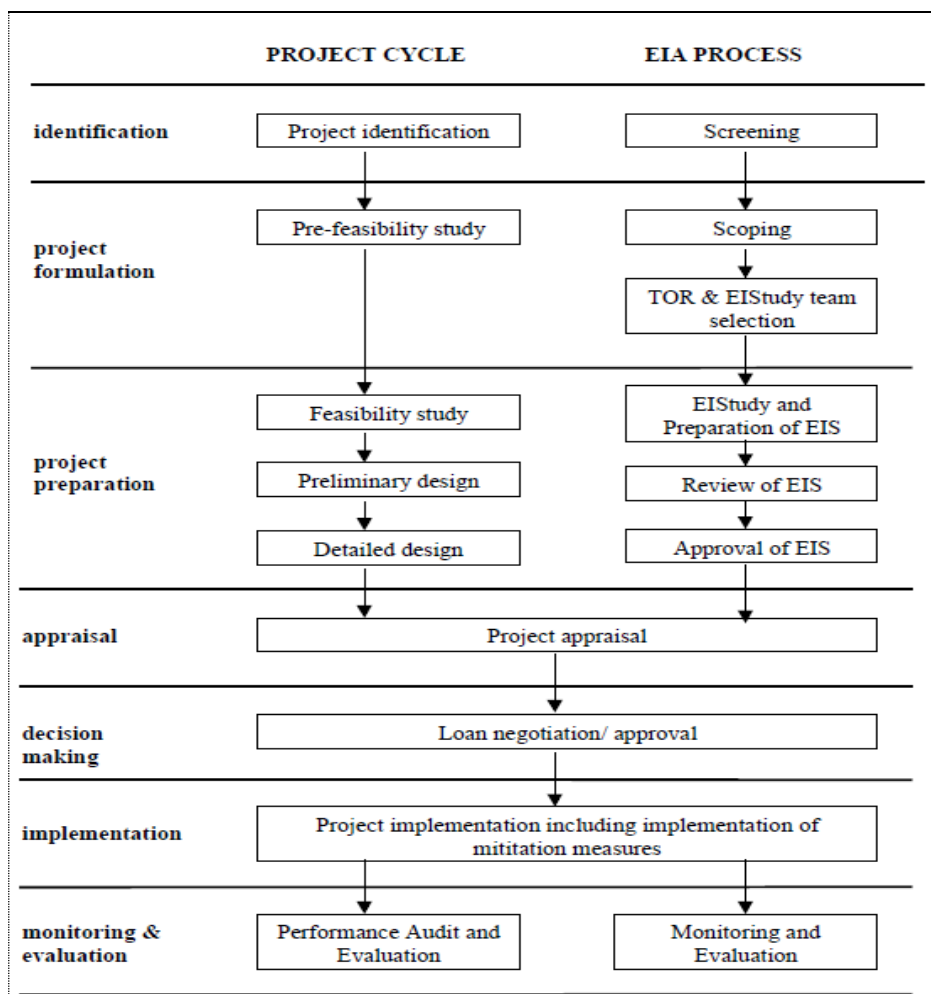 PROJECT CYCLE
EIA PROCESS
identification
Project identification
Screening
project
formulation
Pre-feasibility study
Scoping
TOR & EIStudy team
selection
project
preparation
Feasibility study
EIStudy and
Preparation of EIS
Preliminary design
Review of EIS
Detailed design
Approval of EIS
appraisal
Project appraisal
decision
making
Loan negotiation/ approval
implementation
Project implementation including implementation of
mititation measures
monitoring &
evaluation
Performance Audit and
Evaluation
Monitoring and
Evaluation